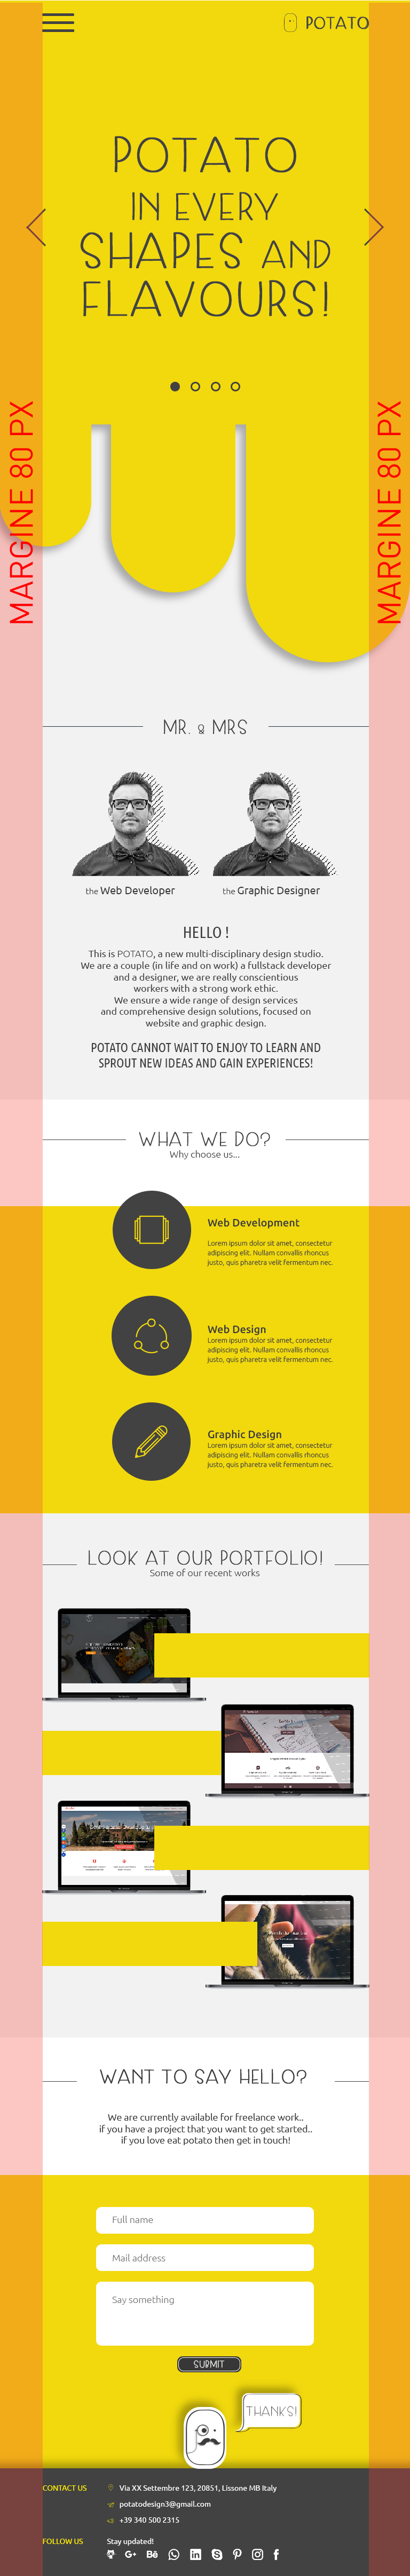 POTATO
POTATO
IN EVERY
SHAPES AND
FLAVOURS!
MARGINE 80 PX
MARGINE 80 PX
MR. & MRS
the Web Developer
the Graphic Designer
HELLO !
This is POTATO, a new multi-disciplinary design studio.
We are a couple (in life and on work) a fullstack developer
and a designer, we are really conscientious
workers with a strong work ethic.
We ensure a wide range of design services
and comprehensive design solutions, focused on
website and graphic design.
POTATO CANNOT WAIT TO ENJOY TO LEARN AND
SPROUT NEW IDEAS AND GAIN EXPERIENCES!
WHAT WE DO?
Why choose us...
Web Development
Lorem ipsum dolor sit amet, consectetur
adipiscing elit. Nullam convallis rhoncus
justo, quis pharetra velit fermentum nec.
Web Design
Lorem ipsum dolor sit amet, consectetur
adipiscing elit. Nullam convallis rhoncus
justo, quis pharetra velit fermentum nec.
Graphic Design
Lorem ipsum dolor sit amet, consectetur
adipiscing elit. Nullam convallis rhoncus
justo, quis pharetra velit fermentum nec.
LOOK AT OUR PORTFOLIO!
Some of our recent works
WANT TO SAY HELLO?
We are currently available for freelance work..
if you have a project that you want to get started..
if you love eat potato then get in touch!
Full name
Mail address
Say something
SUBMIT
THANKS!
CONTACT US
Via XX Settembre 123, 20851, Lissone MB Italy
potatodesign3@gmail.com
+39 340 500 2315
FOLLOW US
Stay updated!